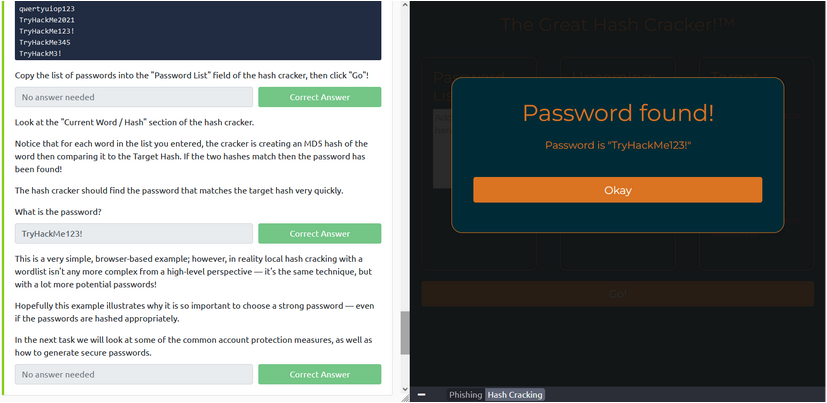 qwertyuiop123
TryHackMe2021
TryHackMe123!
TryHackMe345
TryHackM3!
Copy the list of passwords into the "Password List" field of the hash cracker, then click "Go"!
No answer needed
Correct Answer
Look at the "Current Word / Hash" section of the hash cracker.
Notice that for each word in the list you entered, the cracker is creating an MD5 hash of the
word then comparing it to the Target Hash. If the two hashes match then the password has
been found!
The hash cracker should find the password that matches the target hash very quickly.
What is the password?
TryHackMe123!
Correct Answer
This is a very simple, browser-based example; however, in reality local hash cracking with a
wordlist isn't any more complex from a high-level perspective — it's the same technique, but
with a lot more potential passwords!
Hopefully this example illustrates why it is so important to choose a strong password — even
if the passwords are hashed appropriately.
In the next task we will look at some of the common account protection measures, as well as
how to generate secure passwords.
No answer needed
Correct Answer
The Great Hash Cracker!™
Password found!
Password is "TryHackMe123!"
Okay
Go!
Phishing
Hash Cracking